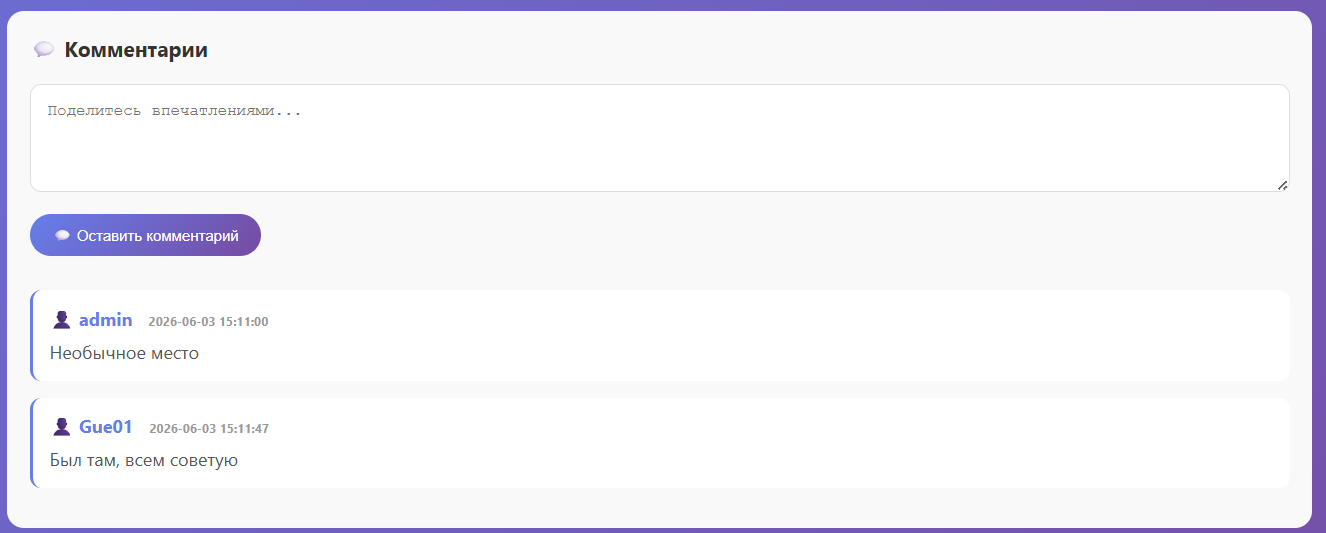 Комментарии
Поделитесь впечатлениями...
Оставить комментарий
admin 2026-06-03 15:11:00
Необычное место
Gue01 2026-06-03 15:11:47
Был там, всем советую